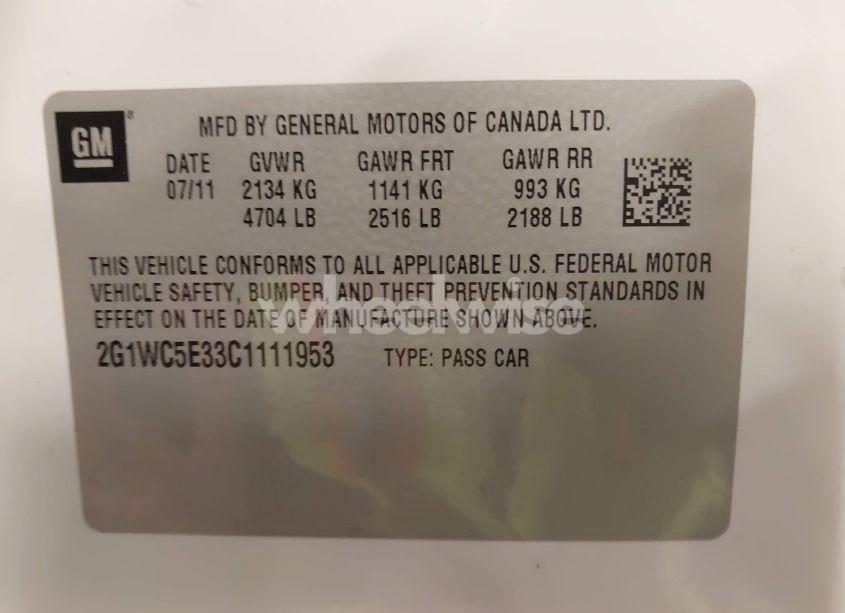 GM ®
MFD BY GENERAL MOTORS OF CANADA LTD.
DATE GVWR GAWR FRT GAWR RR
07/11 2134 KG 1141 KG 993 KG
4704 LB 2516 LB 2188 LB
THIS VEHICLE CONFORMS TO ALL APPLICABLE U.S. FEDERAL MOTOR
VEHICLE SAFETY, BUMPER, AND THEFT PREVENTION STANDARDS IN
EFFECT ON THE DATE OF MANUFACTURE SHOWN ABOVE.
wheelwise
2G1WC5E33C1111953 TYPE: PASS CAR